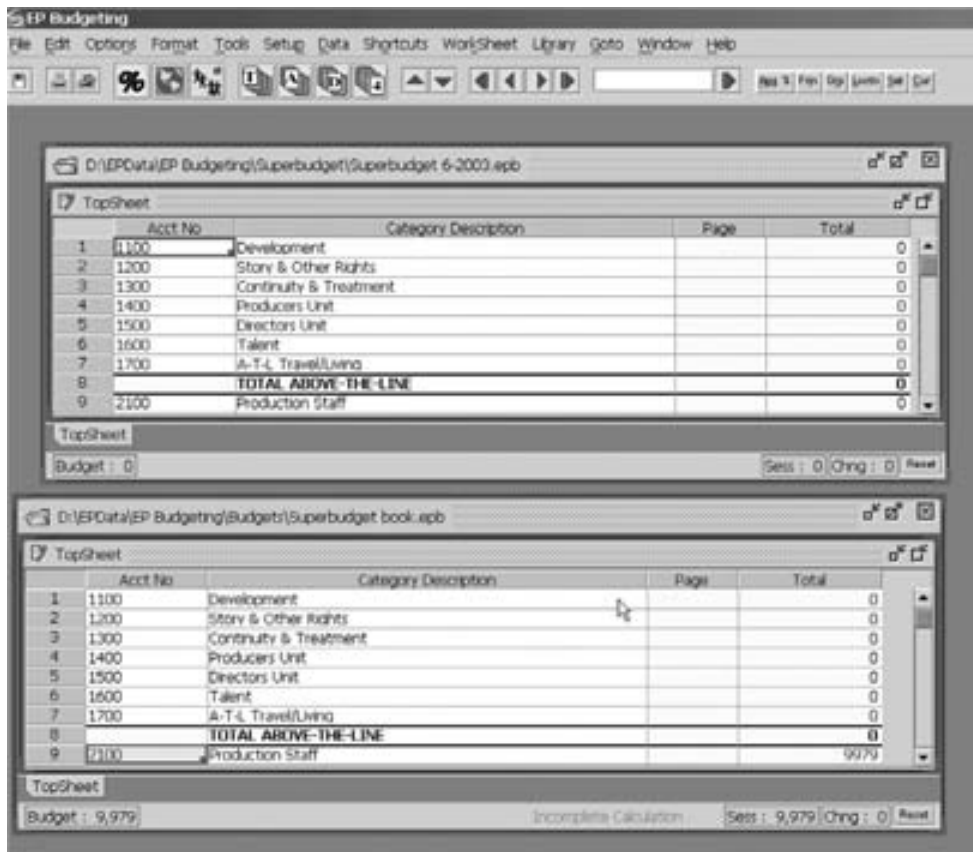 EP Budgeting
File Edit Options Format Tools Setup Data Shortcuts WorkSheet Library Goto Window Help
D:\EPData\EP Budgeting\Superbudget\Superbudget 6-2003.epb
TopSheet
Acct No Category Description Page Total
1 1100 Development 0
2 1200 Story & Other Rights 0
3 1300 Continuity & Treatment 0
4 1400 Producers Unit 0
5 1500 Directors Unit 0
6 1600 Talent 0
7 1700 A-T-L Travel/Living 0
8 TOTAL ABOVE-THE-LINE 0
9 2100 Production Staff 0
TopSheet
Budget : 0 Sess : 0 Chng : 0 Reset
D:\EPData\EP Budgeting\Budgets\Superbudget book.epb
TopSheet
Acct No Category Description Page Total
1 1100 Development 0
2 1200 Story & Other Rights 0
3 1300 Continuity & Treatment 0
4 1400 Producers Unit 0
5 1500 Directors Unit 0
6 1600 Talent 0
7 1700 A-T-L Travel/Living 0
8 TOTAL ABOVE-THE-LINE 0
9 2100 Production Staff 9979
TopSheet
Budget : 9,979 Incomplete Calculation Sess : 9,979 Chng : 0 Reset